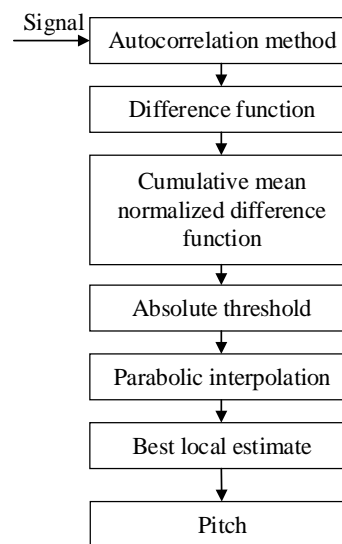 Signal
Autocorrelation method
Difference function
Cumulative mean
normalized difference
function
Absolute threshold
Parabolic interpolation
Best local estimate
Pitch